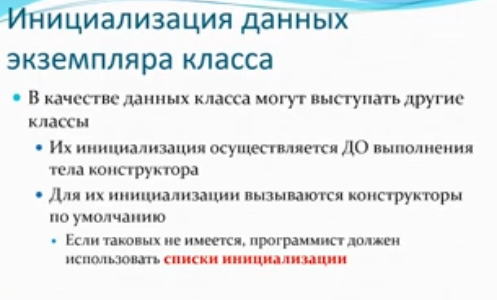 Инициализация данных
экземпляра класса
В качестве данных класса могут выступать другие
классы
Их инициализация осуществляется ДО выполнения
тела конструктора
Для их инициализации вызываются конструкторы
по умолчанию
Если таковых не имеется, программист должен
использовать списки инициализации